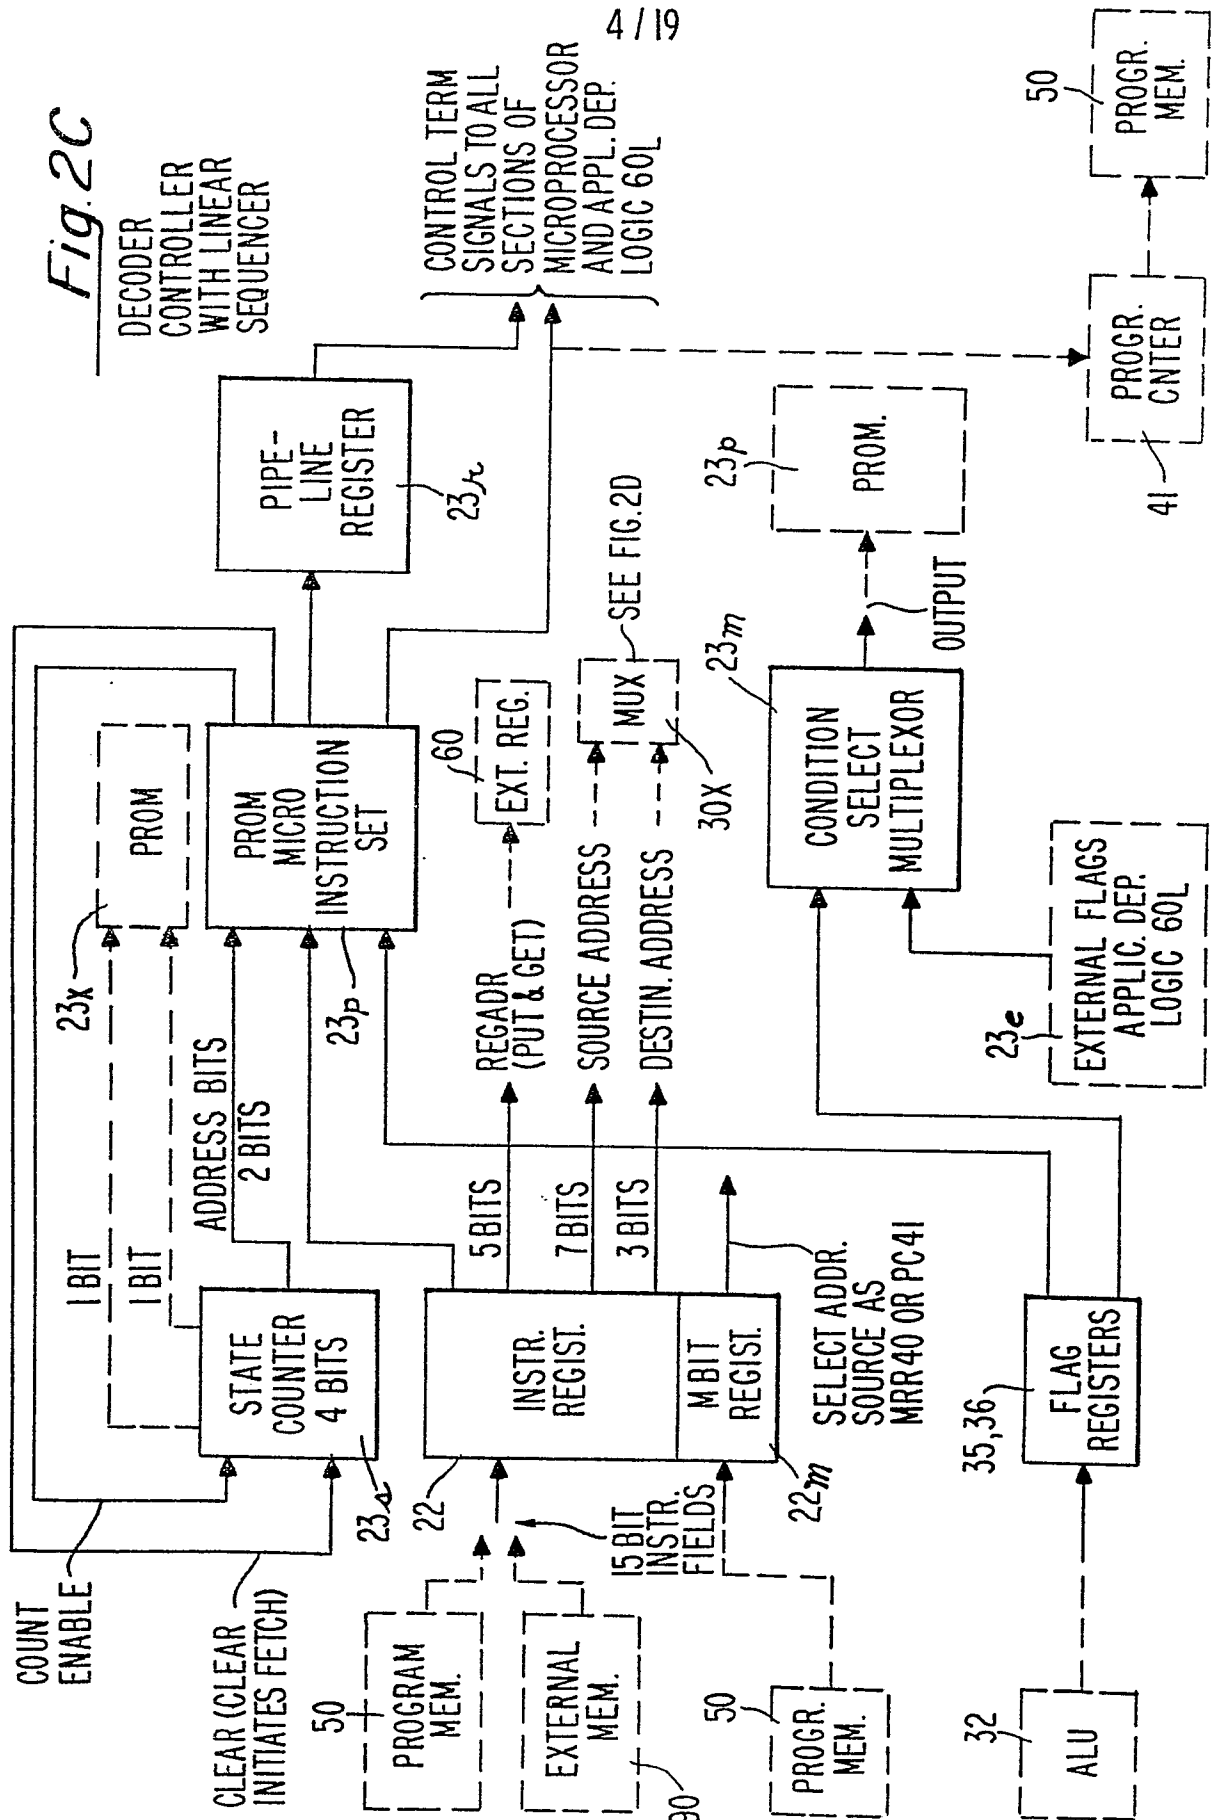 4/19
Fig. 2C
DECODER
CONTROLLER
WITH LINEAR
SEQUENCER
COUNT
ENABLE
CLEAR (CLEAR
INITIATES FETCH)
1 BIT
1 BIT
STATE
COUNTER
4 BITS
23s
ADDRESS BITS
2 BITS
23x
PROM
PROM
MICRO
INSTRUCTION
SET
23p
PIPE-
LINE
REGISTER
23r
CONTROL TERM
SIGNALS TO ALL
SECTIONS OF
MICROPROCESSOR
AND APPL. DEP.
LOGIC 60L
50
PROGRAM
MEM.
EXTERNAL
MEM.
90
15 BIT
INSTR.
FIELDS
22
INSTR.
REGIST.
M BIT
REGIST.
22m
5 BITS
REGADR
(PUT & GET)
60
EXT. REG.
7 BITS
SOURCE ADDRESS
3 BITS
DESTIN. ADDRESS
MUX
SEE FIG. 2D
30X
SELECT ADDR.
SOURCE AS
MRR40 OR PC41
50
PROGR.
MEM.
32
ALU
35,36
FLAG
REGISTERS
23e
EXTERNAL FLAGS
APPLIC. DEP.
LOGIC 60L
CONDITION
SELECT
MULTIPLEXOR
23m
OUTPUT
23p
PROM.
PROGR.
CNTER
41
50
PROGR.
MEM.